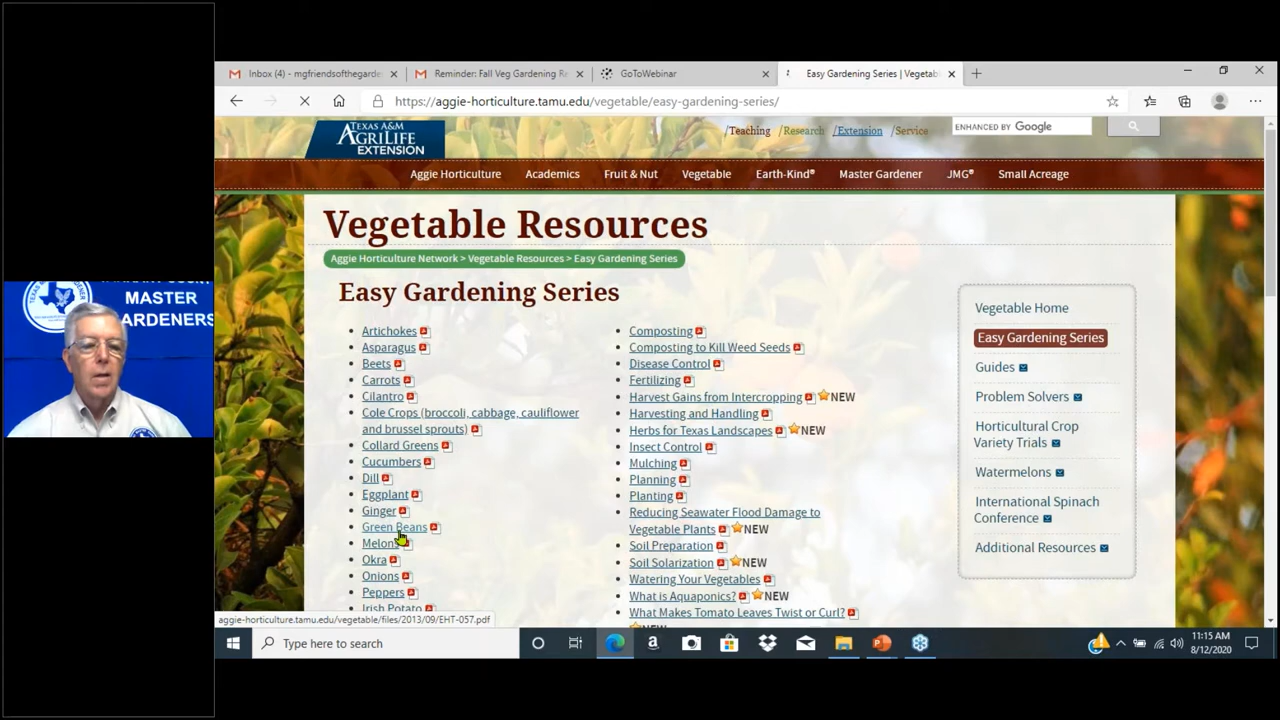 Inbox (4) - mgfriendsofthegarde
Reminder: Fall Veg Gardening Re
GoToWebinar
Easy Gardening Series | Vegetab
https://aggie-horticulture.tamu.edu/vegetable/easy-gardening-series/
TEXAS A&M
AGRILIFE
EXTENSION
/Teaching /Research /Extension /Service
ENHANCED BY Google
Aggie Horticulture Academics Fruit & Nut Vegetable Earth-Kind® Master Gardener JMG® Small Acreage
Vegetable Resources
Aggie Horticulture Network > Vegetable Resources > Easy Gardening Series
Easy Gardening Series
Artichokes
Asparagus
Beets
Carrots
Cilantro
Cole Crops (broccoli, cabbage, cauliflower
and brussel sprouts)
Collard Greens
Cucumbers
Dill
Eggplant
Ginger
Green Beans
Melons
Okra
Onions
Peppers
Irish Potato
Composting
Composting to Kill Weed Seeds
Disease Control
Fertilizing
Harvest Gains from Intercropping NEW
Harvesting and Handling
Herbs for Texas Landscapes NEW
Insect Control
Mulching
Planning
Planting
Reducing Seawater Flood Damage to
Vegetable Plants NEW
Soil Preparation
Soil Solarization NEW
Watering Your Vegetables
What is Aquaponics? NEW
What Makes Tomato Leaves Twist or Curl?
Vegetable Home
Easy Gardening Series
Guides
Problem Solvers
Horticultural Crop
Variety Trials
Watermelons
International Spinach
Conference
Additional Resources
MASTER
GARDENERS
aggie-horticulture.tamu.edu/vegetable/files/2013/09/EHT-057.pdf
Type here to search
11:15 AM
8/12/2020